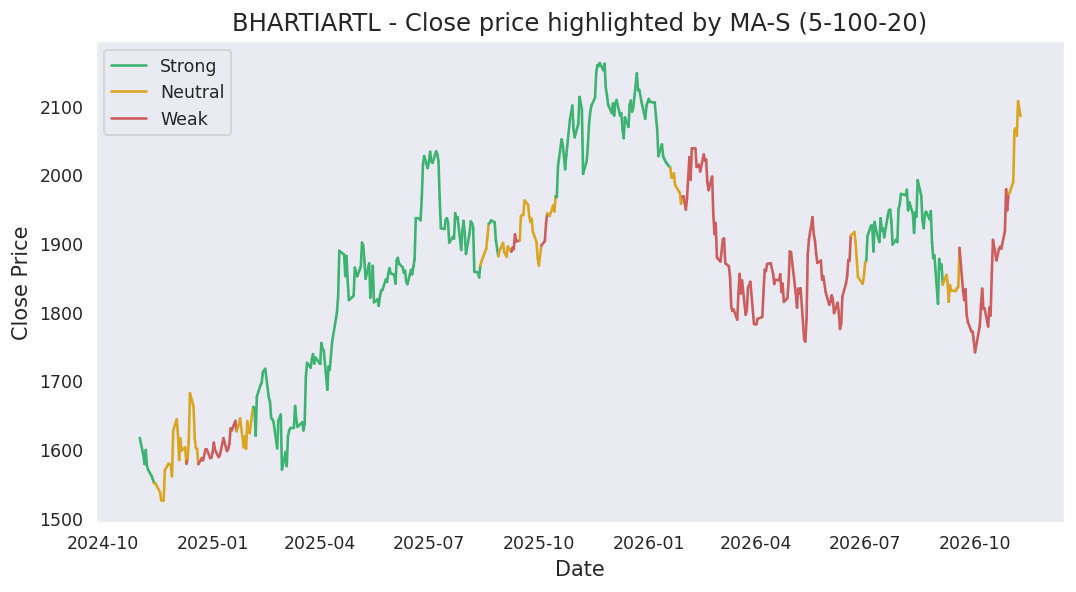 BHARTIARTL - Close price highlighted by MA-S (5-100-20)
Strong
Neutral
Weak
Close Price
2100
2000
1900
1800
1700
1600
1500
2024-10 2025-01 2025-04 2025-07 2025-10 2026-01 2026-04 2026-07 2026-10
Date